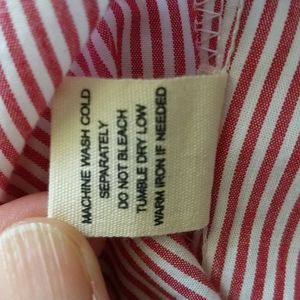 MACHINE WASH COLD
SEPARATELY
DO NOT BLEACH
TUMBLE DRY LOW
WARM IRON IF NEEDED